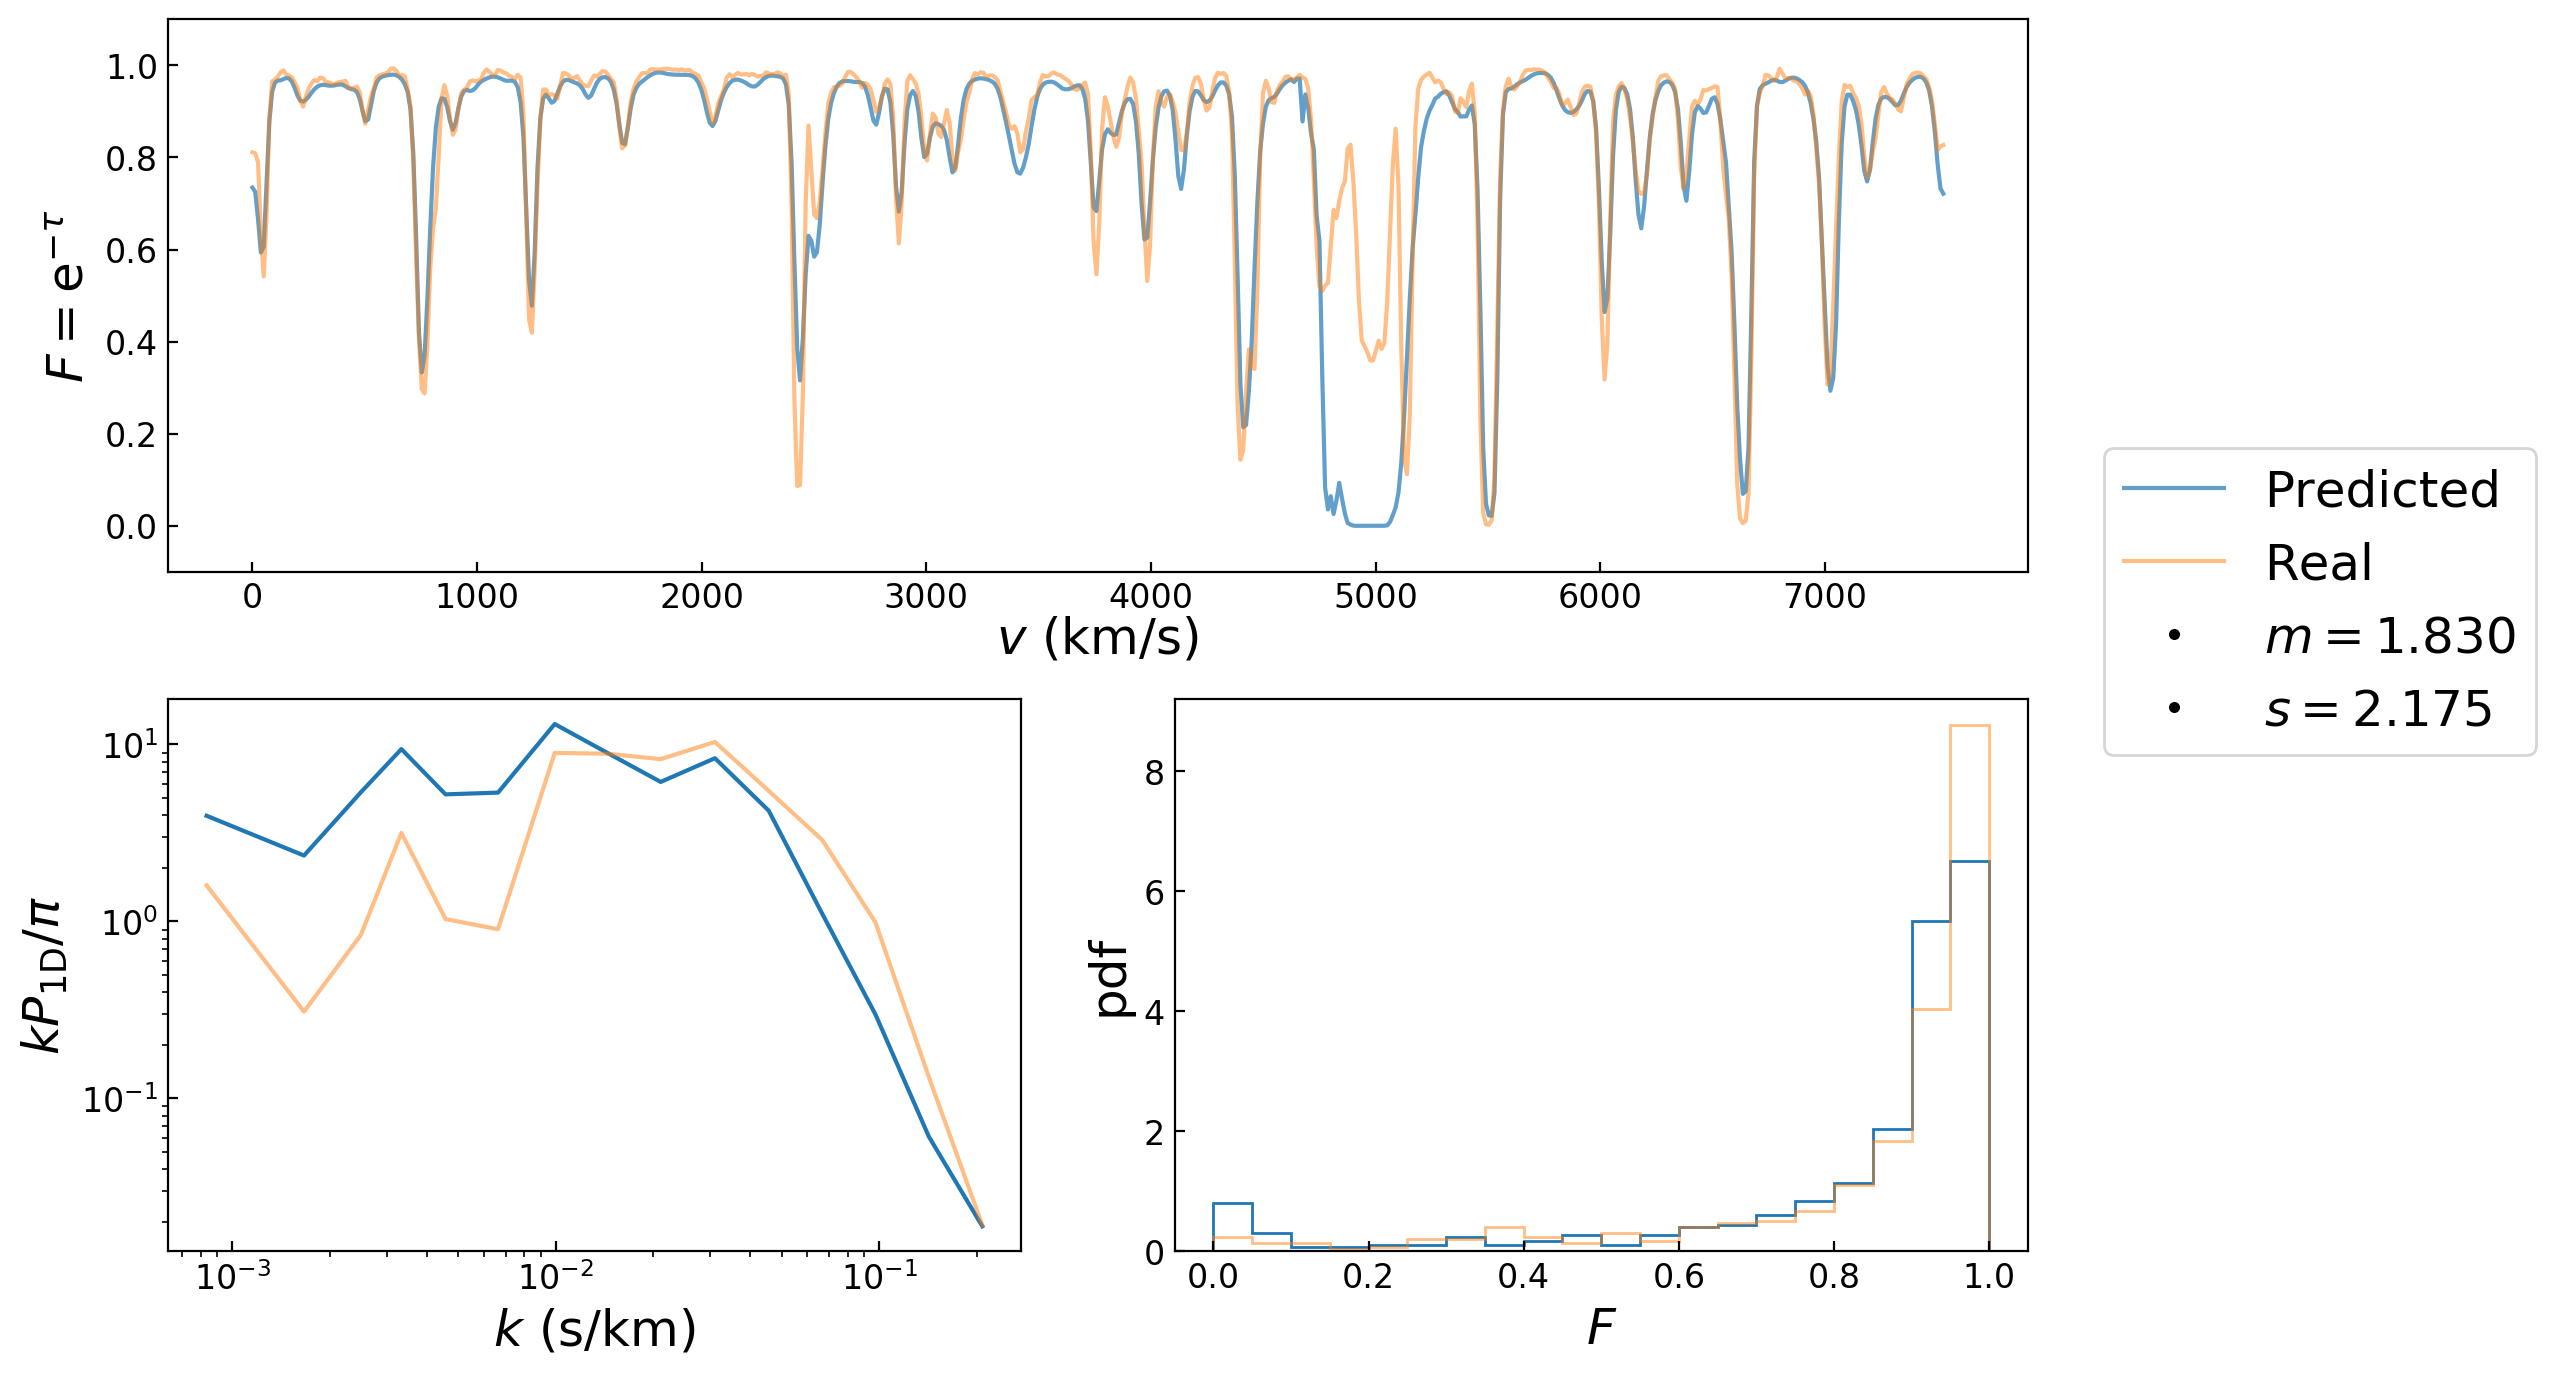 F = e^{−τ}
1.0
0.8
0.6
0.4
0.2
0.0
0 1000 2000 3000 4000 5000 6000 7000
v (km/s)
Predicted
Real
m = 1.830
s = 2.175
kP_{1D}/π
10^1
10^0
10^{−1}
10^{−3} 10^{−2} 10^{−1}
k (s/km)
pdf
8
6
4
2
0
0.0 0.2 0.4 0.6 0.8 1.0
F